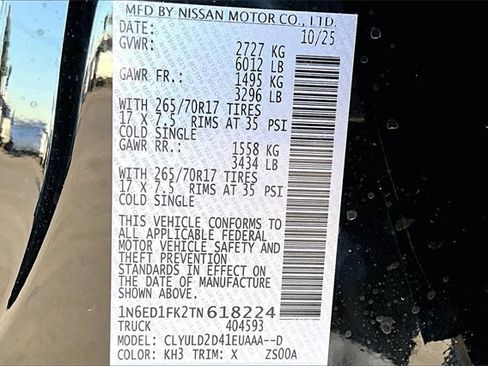 MFD BY NISSAN MOTOR CO., LTD.
DATE: 10/25
GVWR: 2727 KG
6012 LB
GAWR FR.: 1495 KG
3296 LB
WITH 265/70R17 TIRES
17 X 7.5 RIMS AT 35 PSI
COLD SINGLE
GAWR RR.: 1558 KG
3434 LB
WITH 265/70R17 TIRES
17 X 7.5 RIMS AT 35 PSI
COLD SINGLE
THIS VEHICLE CONFORMS TO
ALL APPLICABLE FEDERAL
MOTOR VEHICLE SAFETY AND
THEFT PREVENTION
STANDARDS IN EFFECT ON
THE DATE OF MANUFACTURE
SHOWN ABOVE.
1N6ED1FK2TN618224
TRUCK 404593
MODEL: CLYULD2D41EUAAA--D
COLOR: KH3 TRIM: X ZS00A